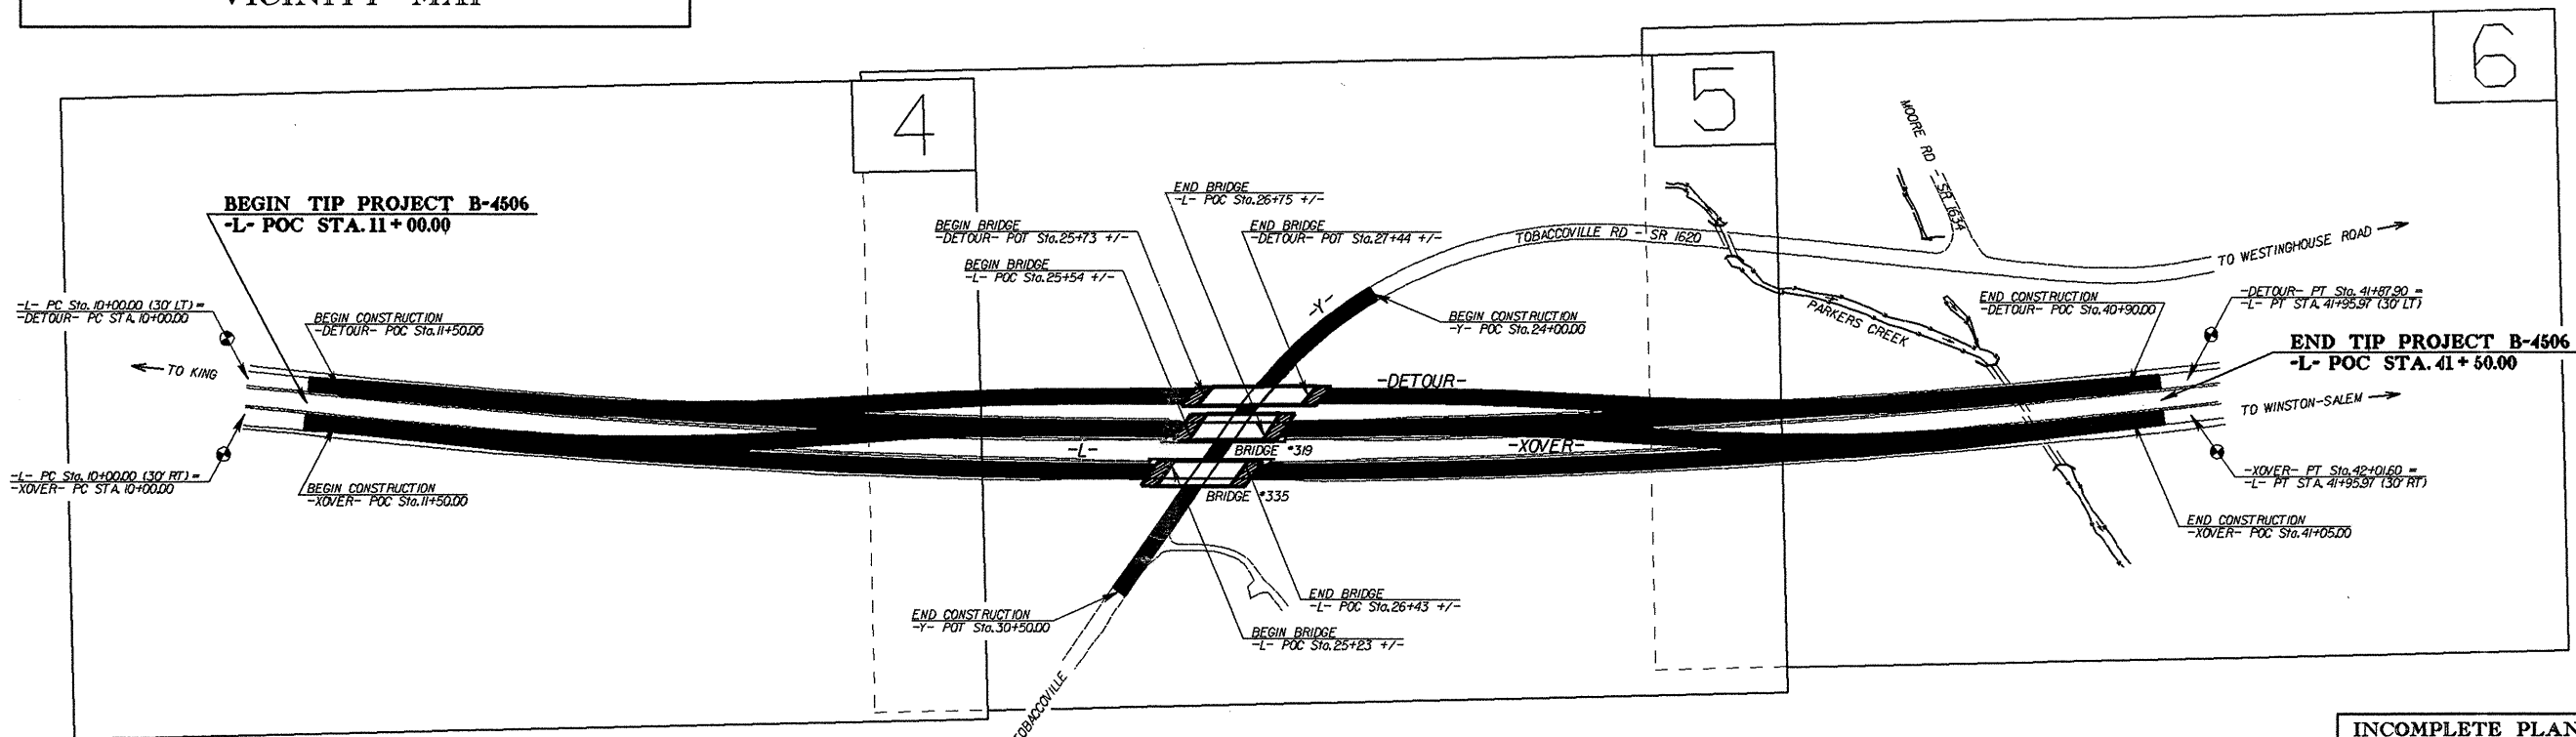 VICINITY MAP
4
5
6
BEGIN TIP PROJECT B-4506
-L- POC STA. 11+00.00
-L- PC Sta. 10+00.00 (30' LT) =
-DETOUR- PC STA. 10+00.00
BEGIN CONSTRUCTION
-DETOUR- POC Sta. 11+50.00
TO KING
-L- PC Sta. 10+00.00 (30' RT) =
-XOVER- PC STA. 10+00.00
BEGIN CONSTRUCTION
-XOVER- POC Sta. 11+50.00
END BRIDGE
-L- POC Sta. 26+75 +/-
BEGIN BRIDGE
-DETOUR- POT Sta. 25+73 +/-
END BRIDGE
-DETOUR- POT Sta. 27+44 +/-
BEGIN BRIDGE
-L- POC Sta. 25+54 +/-
-Y-
BEGIN CONSTRUCTION
-Y- POC Sta. 24+00.00
TOBACCOVILLE RD - SR 1620
MOORE RD - SR 1634
TO WESTINGHOUSE ROAD
PARKERS CREEK
END CONSTRUCTION
-DETOUR- POC Sta. 40+90.00
-DETOUR- PT Sta. 41+87.90 =
-L- PT STA. 41+95.97 (30' LT)
END TIP PROJECT B-4506
-L- POC STA. 41+50.00
TO WINSTON-SALEM
-DETOUR-
-L-
-XOVER-
BRIDGE #319
BRIDGE #335
-XOVER- PT Sta. 42+01.60 =
-L- PT STA. 41+95.97 (30' RT)
END CONSTRUCTION
-XOVER- POC Sta. 41+05.00
END CONSTRUCTION
-Y- POT Sta. 30+50.00
END BRIDGE
-L- POC Sta. 26+43 +/-
BEGIN BRIDGE
-L- POC Sta. 25+23 +/-
TOBACCOVILLE
INCOMPLETE PLAN